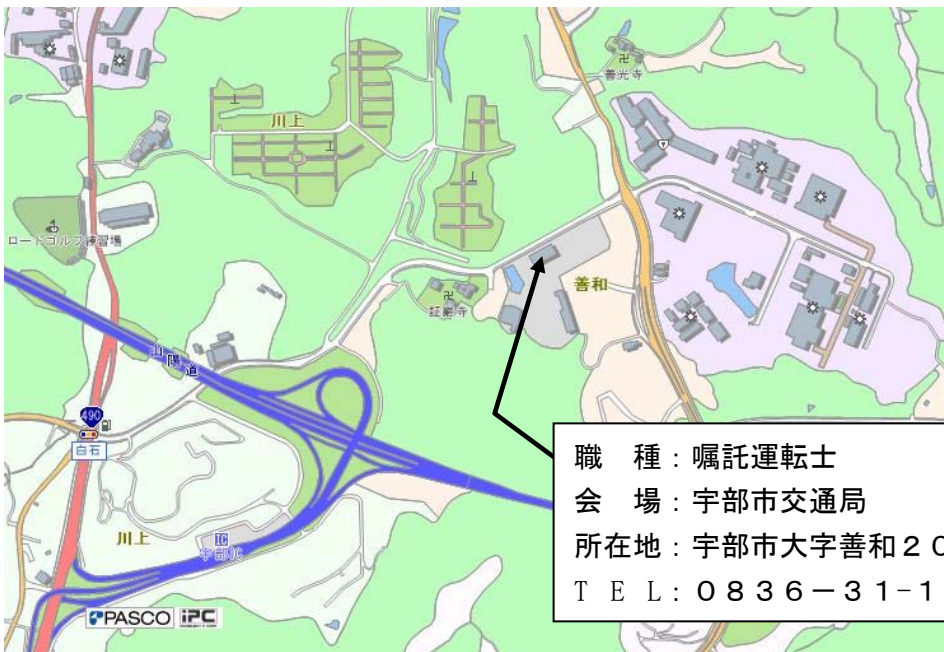 善光寺
川上
ロードゴルフ練習場
善和
証厳寺
山陽道
490
白石
川上
IC
宇部IC
PASCO iPC
職　種：嘱託運転士
会　場：宇部市交通局
所在地：宇部市大字善和２０
ＴＥＬ：０８３６－３１-１